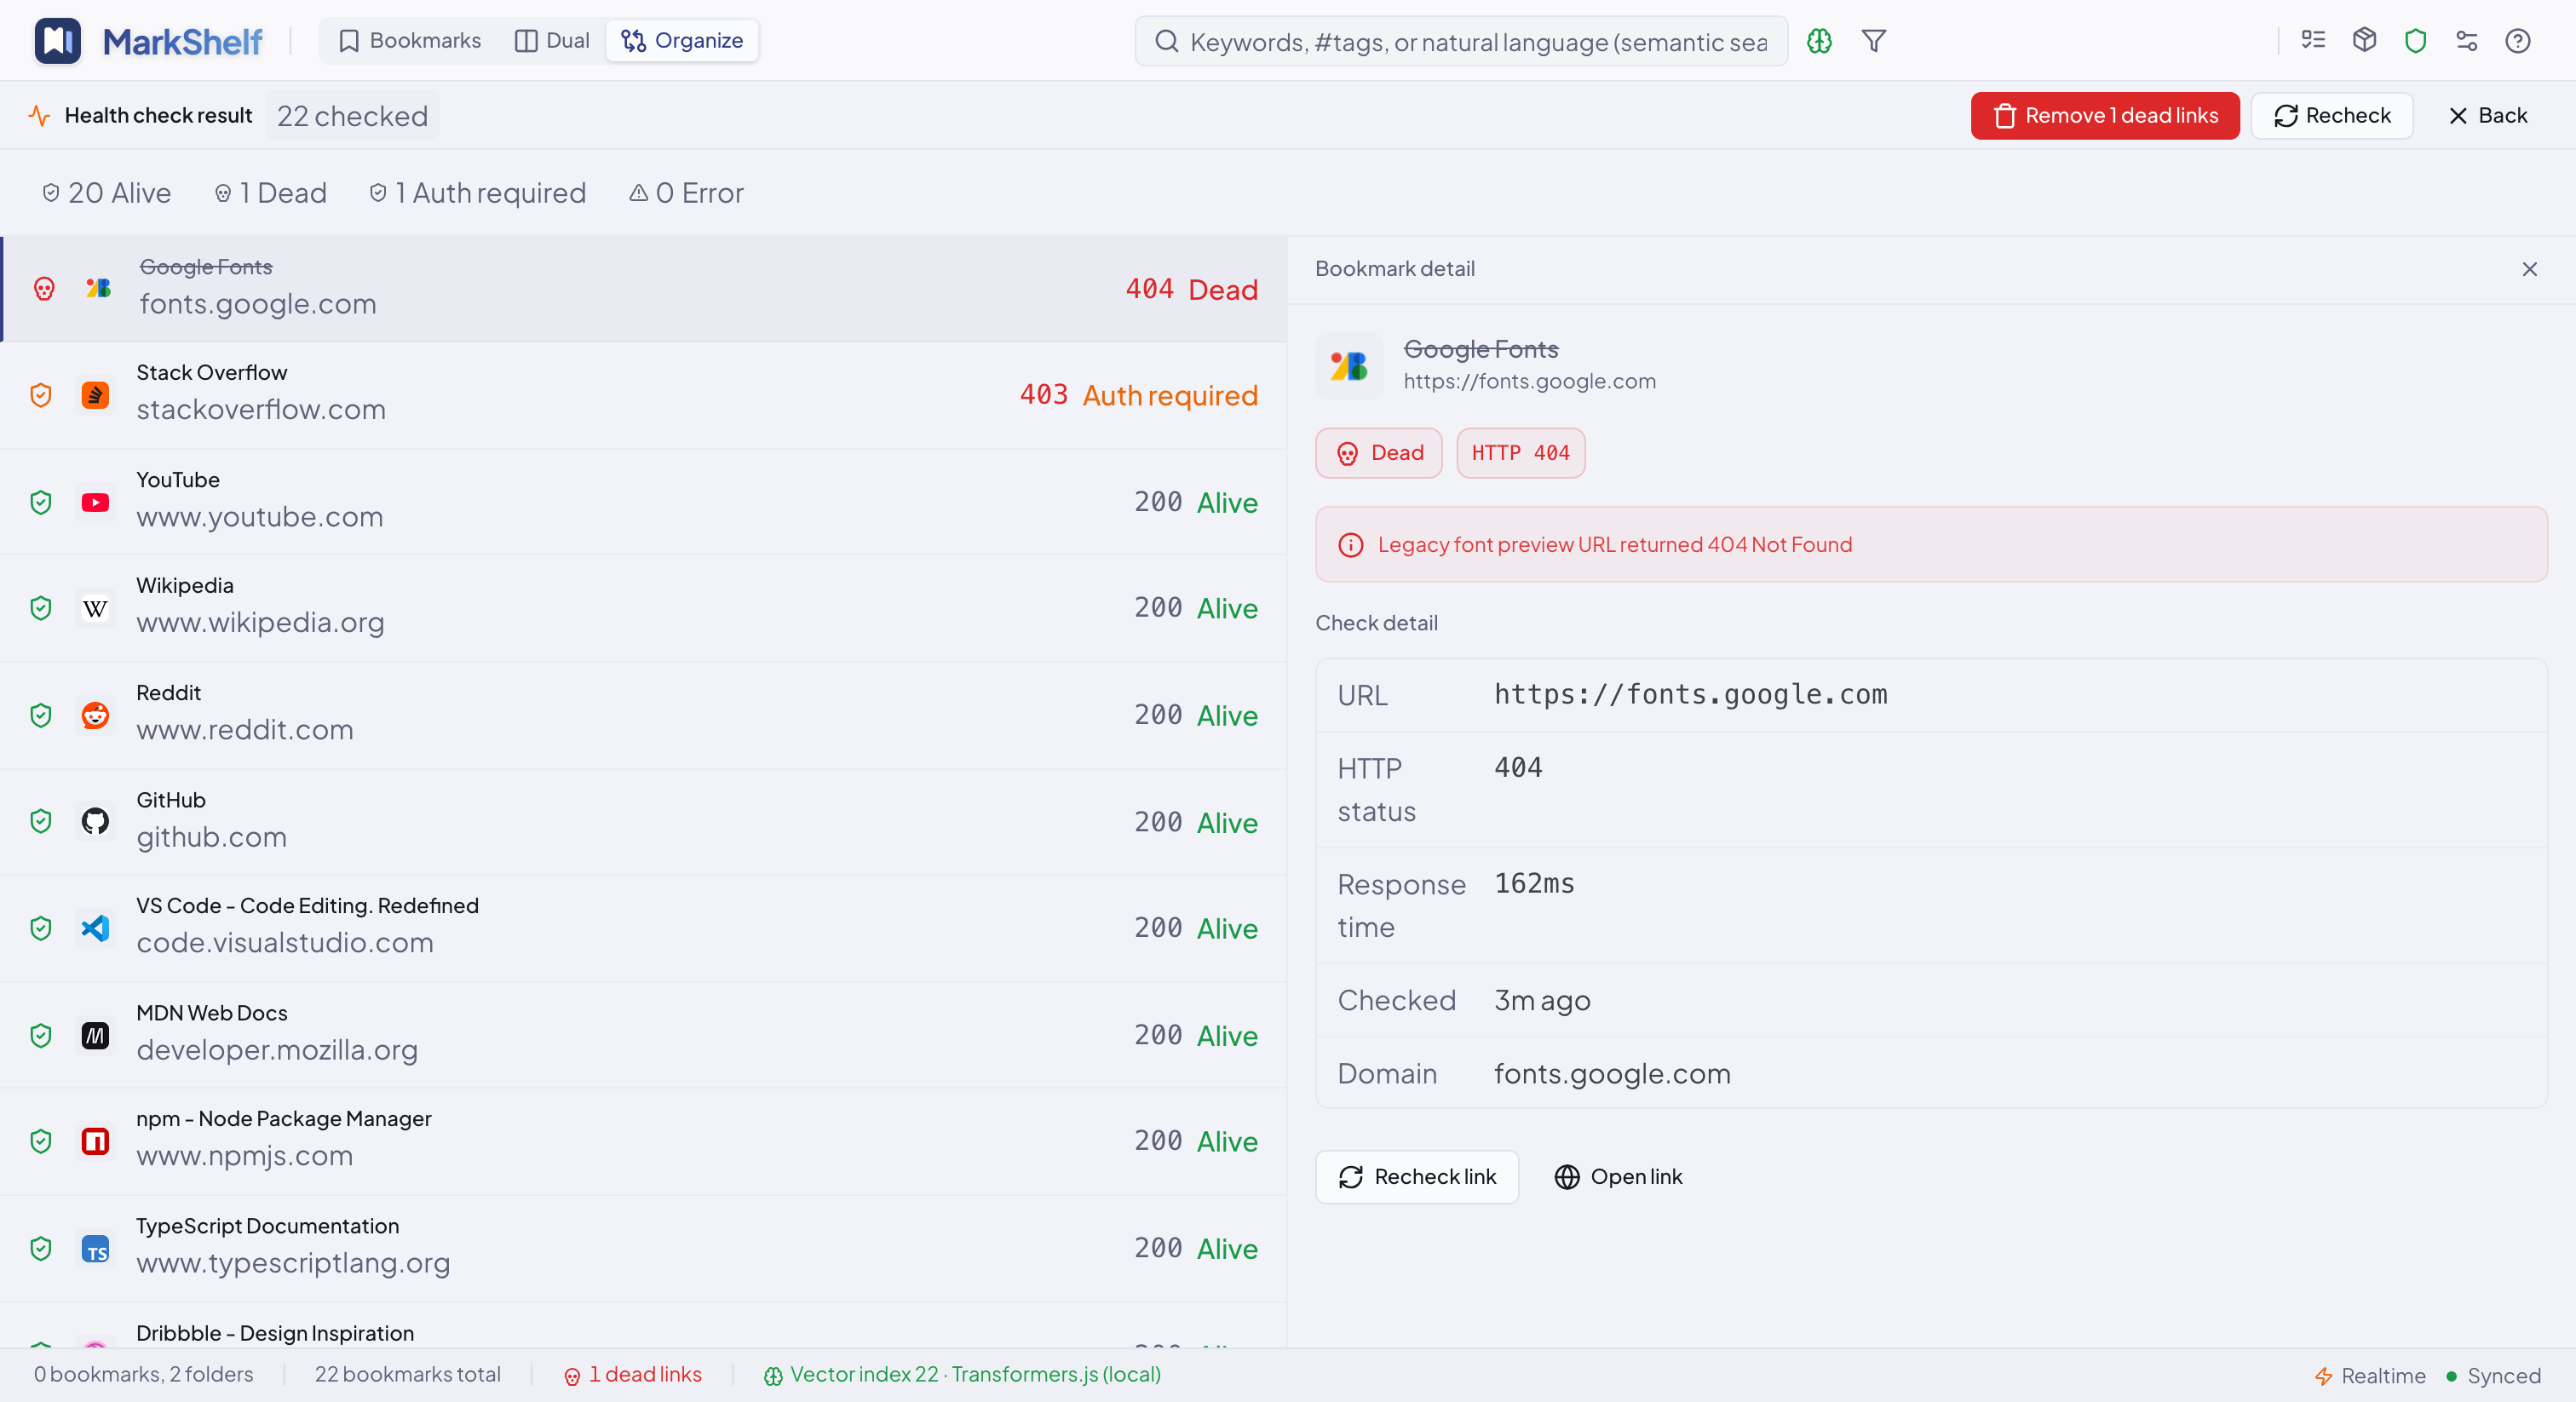 MarkShelf
Bookmarks
Dual
Organize
Keywords, #tags, or natural language (semantic sea
Health check result
22 checked
Remove 1 dead links
Recheck
Back
20 Alive
1 Dead
1 Auth required
0 Error
Google Fonts
fonts.google.com
404 Dead
Stack Overflow
stackoverflow.com
403 Auth required
YouTube
www.youtube.com
200 Alive
Wikipedia
www.wikipedia.org
200 Alive
Reddit
www.reddit.com
200 Alive
GitHub
github.com
200 Alive
VS Code - Code Editing. Redefined
code.visualstudio.com
200 Alive
MDN Web Docs
developer.mozilla.org
200 Alive
npm - Node Package Manager
www.npmjs.com
200 Alive
TypeScript Documentation
www.typescriptlang.org
200 Alive
Dribbble - Design Inspiration
Bookmark detail
Google Fonts
https://fonts.google.com
Dead
HTTP 404
Legacy font preview URL returned 404 Not Found
Check detail
URL
https://fonts.google.com
HTTP
status
404
Response
time
162ms
Checked
3m ago
Domain
fonts.google.com
Recheck link
Open link
0 bookmarks, 2 folders
22 bookmarks total
1 dead links
Vector index 22 · Transformers.js (local)
Realtime
Synced